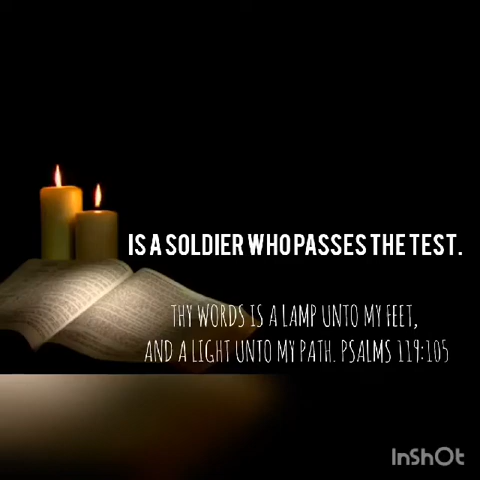 IS A SOLDIER WHO PASSES THE TEST.
THY WORDS IS A LAMP UNTO MY FEET,
AND A LIGHT UNTO MY PATH. PSALMS 119:105
InShOt